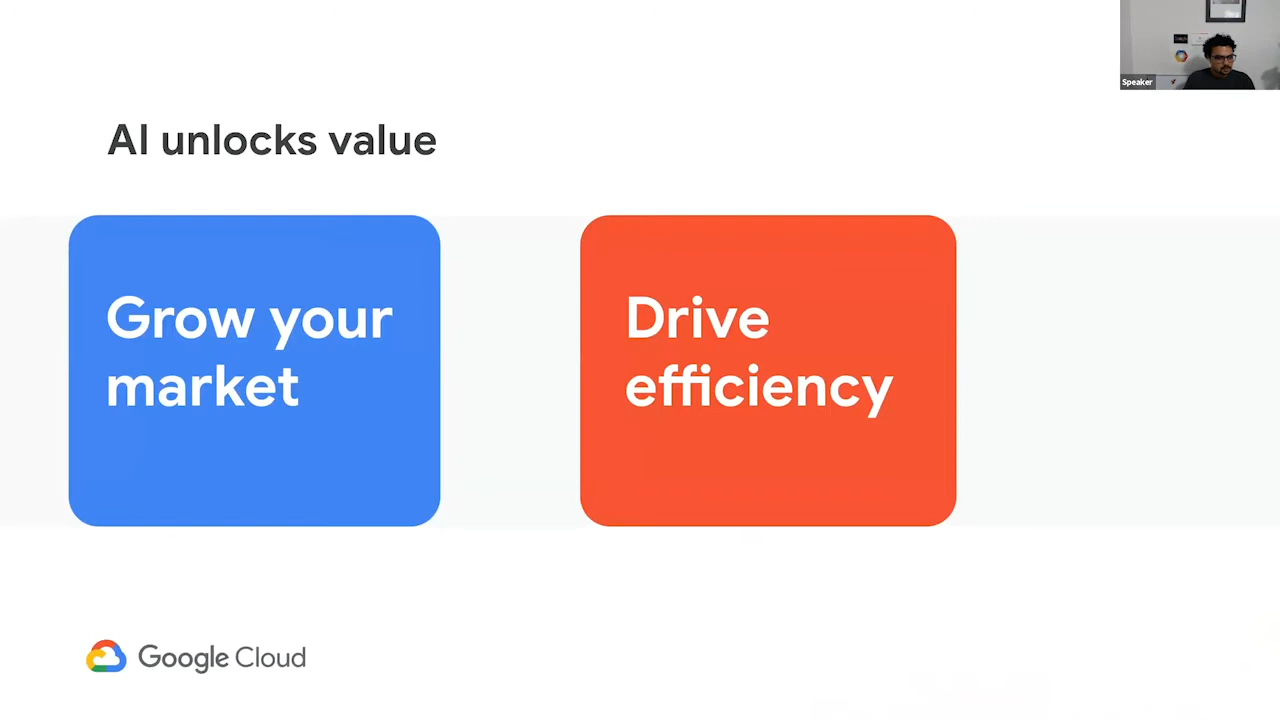 Speaker
AI unlocks value
Grow your
market
Drive
efficiency
Google Cloud